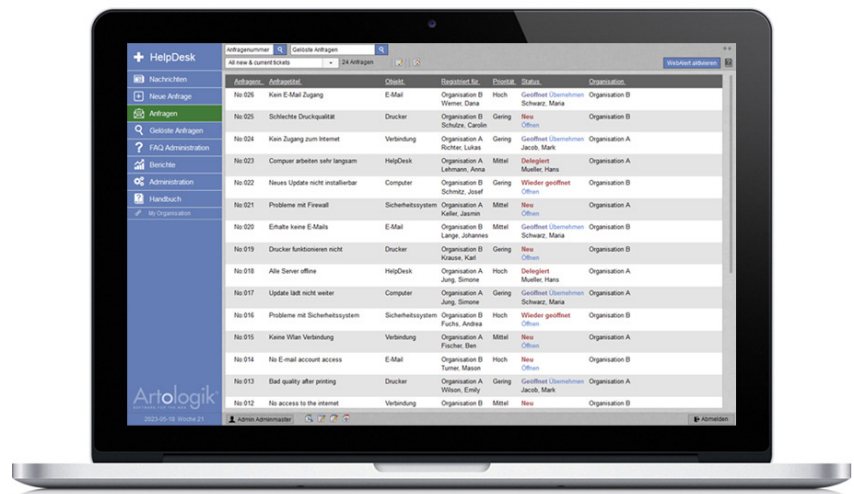 HelpDesk
Nachrichten
Neue Anfrage
Anfragen
Gelöste Anfragen
FAQ Administration
Berichte
Administration
Handbuch
My Organisation
Artologik
SOFTWARE FOR THE WEB
2023-05-16 Woche 21
Anfragenummer Gelöste Anfragen
All new & current tickets 24 Anfragen WebAlert aktivieren
Anfragenr. Anfragetitel Objekt Registriert für Priorität Status Organisation
No 026 Kein E-Mail Zugang E-Mail Organisation B Hoch Geöffnet Übernehmen Organisation B
Werner, Dana Schwarz, Maria
No 025 Schlechte Druckqualität Drucker Organisation B Gering Neu Organisation B
Schulze, Carolin Öffnen
No 024 Kein Zugang zum Internet Verbindung Organisation A Gering Geöffnet Übernehmen Organisation A
Richter, Lukas Jacob, Mark
No 023 Compuer arbeiten sehr langsam HelpDesk Organisation A Mittel Delegiert Organisation A
Lehmann, Anna Mueller, Hans
No 022 Neues Update nicht installierbar Computer Organisation B Gering Wieder geöffnet Organisation B
Schmitz, Josef Öffnen
No 021 Probleme mit Firewall Sicherheitssystem Organisation A Mittel Neu Organisation A
Keller, Jasmin Öffnen
No 020 Erhalte keine E-Mails E-Mail Organisation B Mittel Geöffnet Übernehmen Organisation B
Lange, Johannes Schwarz, Maria
No 019 Drucker funktionieren nicht Drucker Organisation B Gering Neu Organisation B
Krause, Karl Öffnen
No 018 Alle Server offline HelpDesk Organisation A Hoch Delegiert Organisation A
Jung, Simone Mueller, Hans
No 017 Update lädt nicht weiter Computer Organisation A Gering Geöffnet Übernehmen Organisation A
Jung, Simone Schwarz, Maria
No 016 Probleme mit Sicherheitssystem Sicherheitssystem Organisation B Hoch Wieder geöffnet Organisation B
Fuchs, Andrea Öffnen
No 015 Keine Wlan Verbindung Verbindung Organisation A Mittel Neu Organisation A
Fischer, Ben Öffnen
No 014 No E-mail account access E-Mail Organisation B Hoch Neu Organisation B
Turner, Mason Öffnen
No 013 Bad quality after printing Drucker Organisation A Gering Geöffnet Übernehmen Organisation A
Wilson, Emily Jacob, Mark
No 012 No access to the internet Verbindung Organisation B Mittel Neu Organisation B
Admin Adminmaster Abmelden